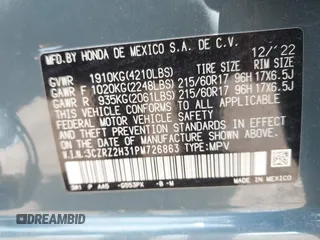 MFD.BY HONDA DE MEXICO S.A. DE C.V.
12/'22
GVWR 1910KG(4210LBS) RIM SIZE
GAWR F 1020KG(2248LBS) 215/60R17 96H 17X6.5J
GAWR R 935KG(2061LBS) 215/60R17 96H 17X6.5J
THIS VEHICLE CONFORMS TO ALL APPLICABLE
FEDERAL MOTOR VEHICLE SAFETY AND THEFT
PREVENTION STANDARDS IN EFFECT ON THE DATE
OF MANUFACTURE SHOWN ABOVE.
V.I.N.:3CZRZ2H31PM726863 TYPE:MPV
3M1 P AA5 -G553PX -B -M
MADE IN MEXICO